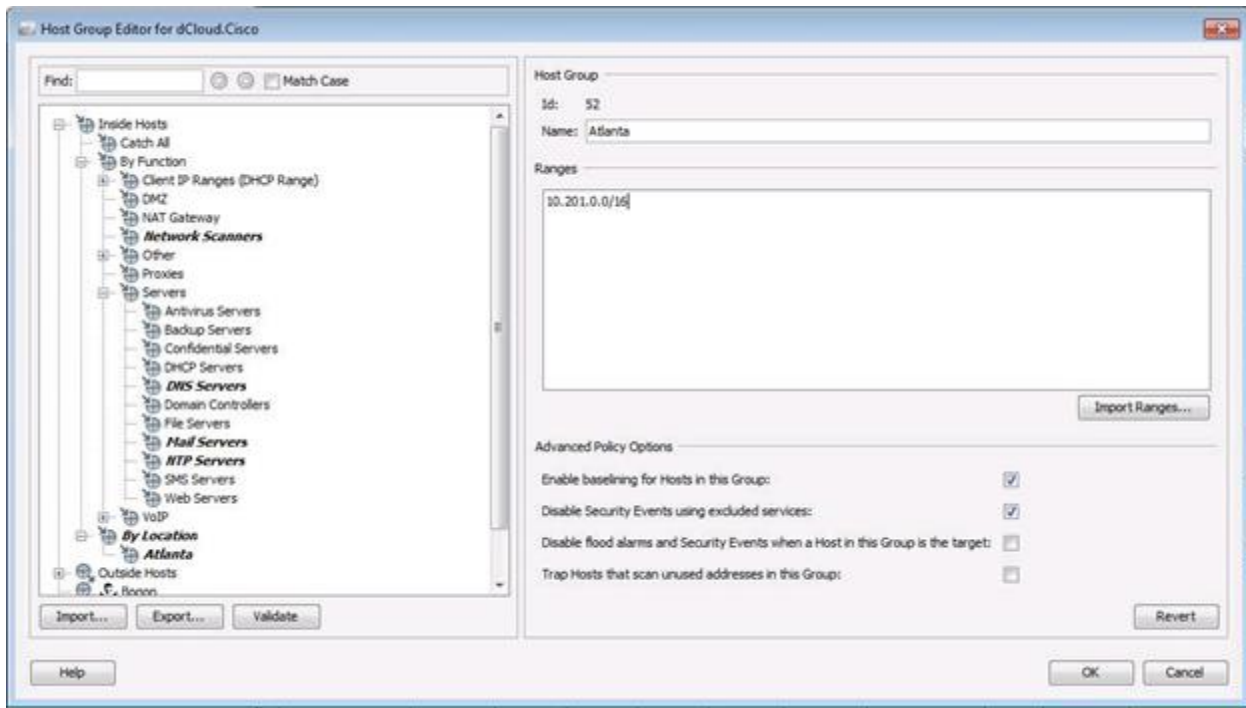 Host Group Editor for dCloud.Cisco
Find:
Match Case
Inside Hosts
Catch All
By Function
Client IP Ranges (DHCP Range)
DMZ
NAT Gateway
Network Scanners
Other
Proxies
Servers
Antivirus Servers
Backup Servers
Confidential Servers
DHCP Servers
DNS Servers
Domain Controllers
File Servers
Mail Servers
NTP Servers
SMS Servers
Web Servers
VoIP
By Location
Atlanta
Outside Hosts
Bogon
Import...
Export...
Validate
Host Group
Id: 52
Name: Atlanta
Ranges
10.201.0.0/16
Import Ranges...
Advanced Policy Options
Enable baselining for Hosts in this Group:
Disable Security Events using excluded services:
Disable flood alarms and Security Events when a Host in this Group is the target:
Trap Hosts that scan unused addresses in this Group:
Revert
Help
OK
Cancel